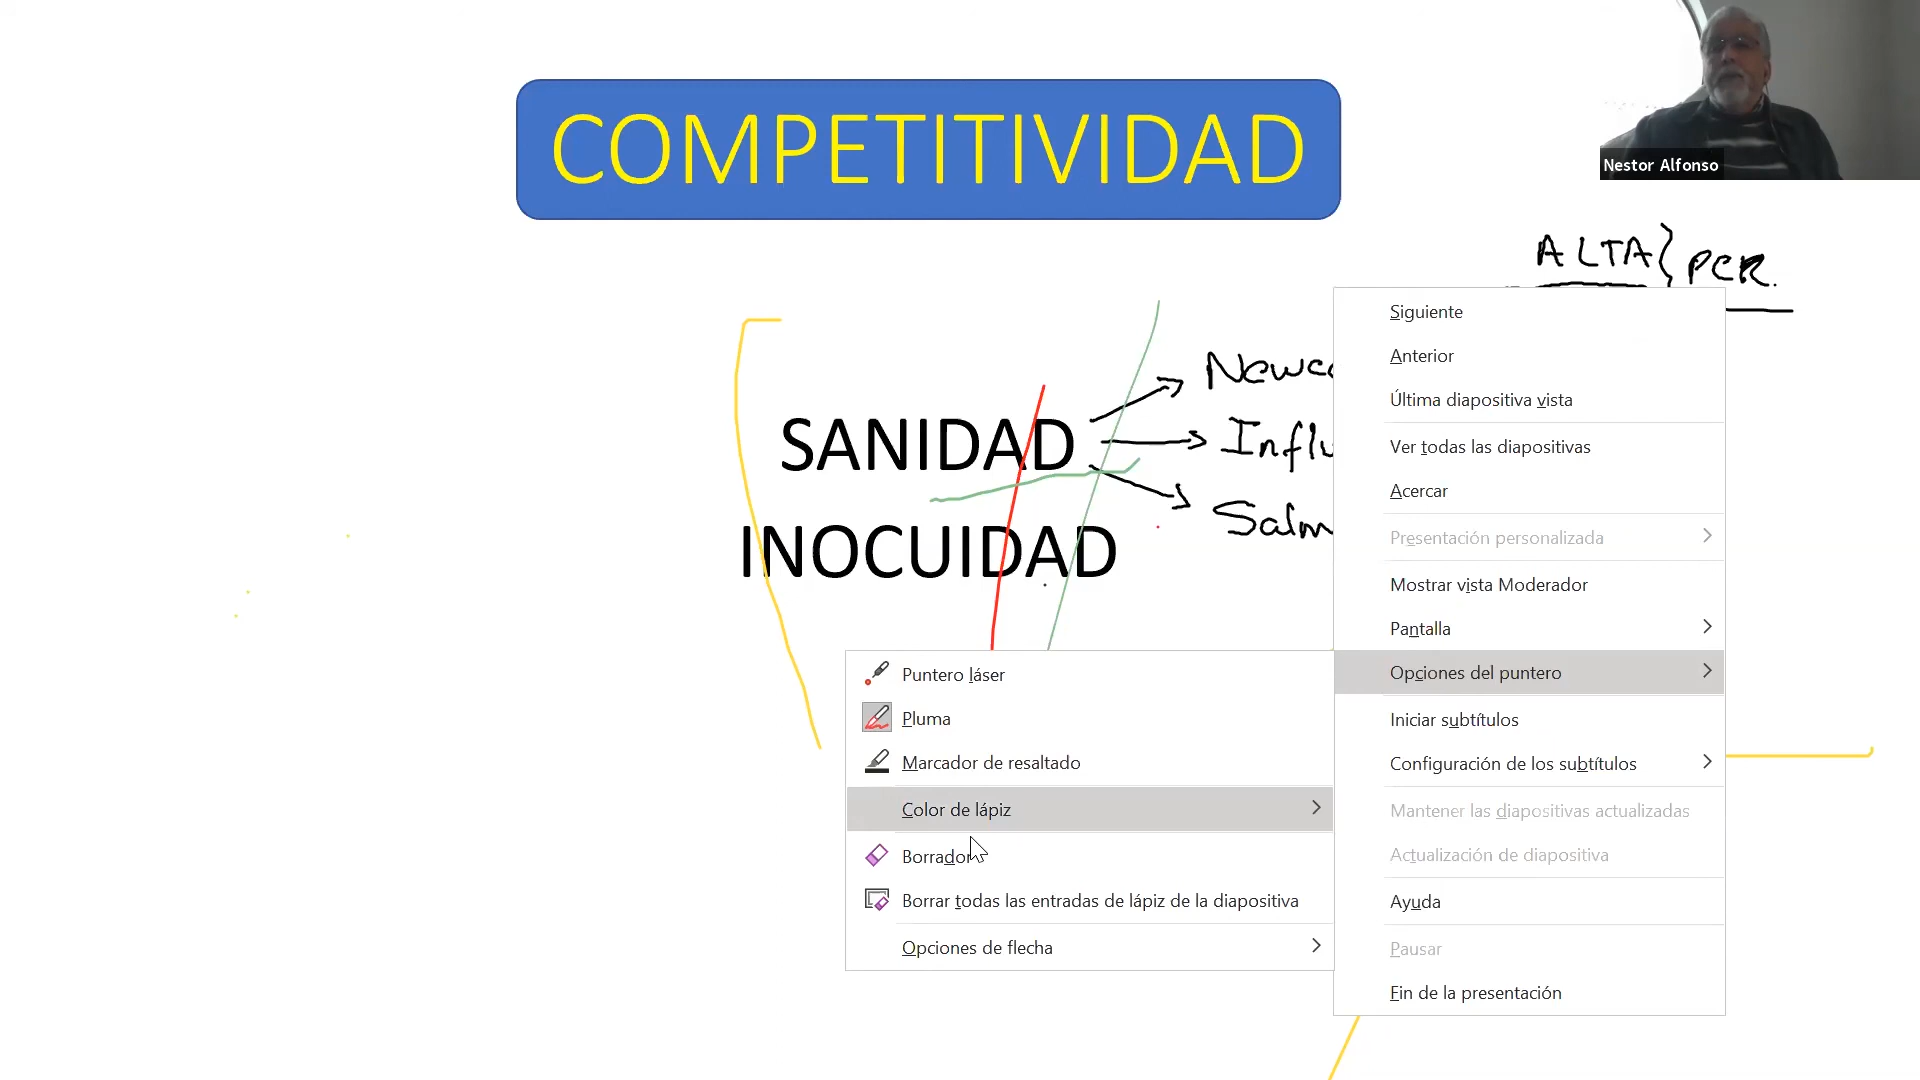 COMPETITIVIDAD
Nestor Alfonso
ALTA} PCR.
SANIDAD
INOCUIDAD
Siguiente
Anterior
Última diapositiva vista
Ver todas las diapositivas
Acercar
Presentación personalizada
Mostrar vista Moderador
Pantalla
Opciones del puntero
Iniciar subtítulos
Configuración de los subtítulos
Mantener las diapositivas actualizadas
Actualización de diapositiva
Ayuda
Pausar
Fin de la presentación
Puntero láser
Pluma
Marcador de resaltado
Color de lápiz
Borrador
Borrar todas las entradas de lápiz de la diapositiva
Opciones de flecha